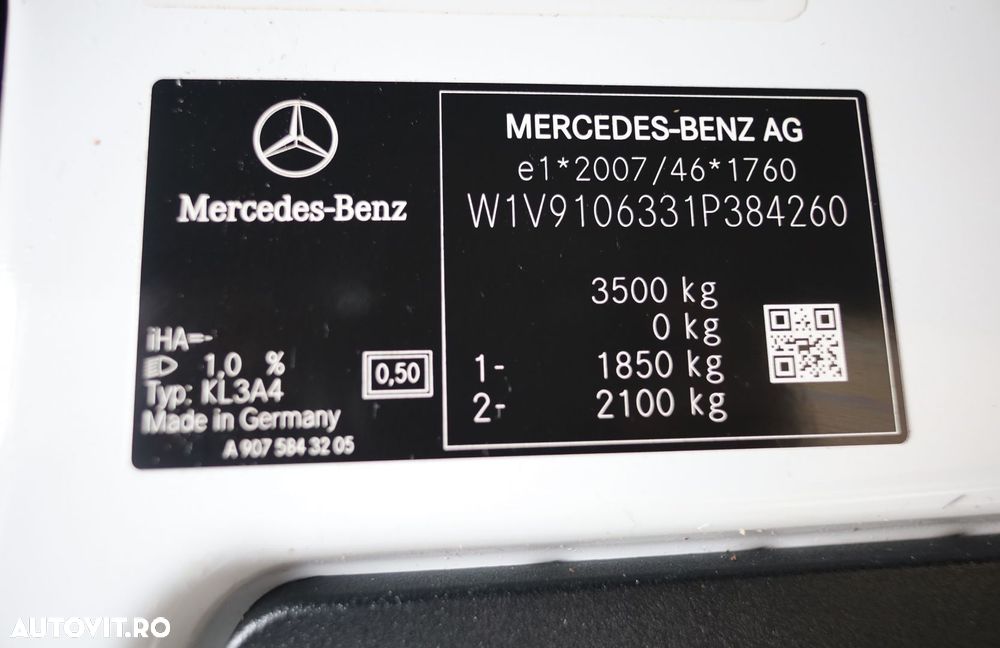 Mercedes-Benz
iHA=-
1,0 %
Typ: KL3A4
Made in Germany
A 907 584 32 05
0,50
MERCEDES-BENZ AG
e1*2007/46*1760
W1V9106331P384260
3500 kg
0 kg
1- 1850 kg
2- 2100 kg
AUTOVIT.RO